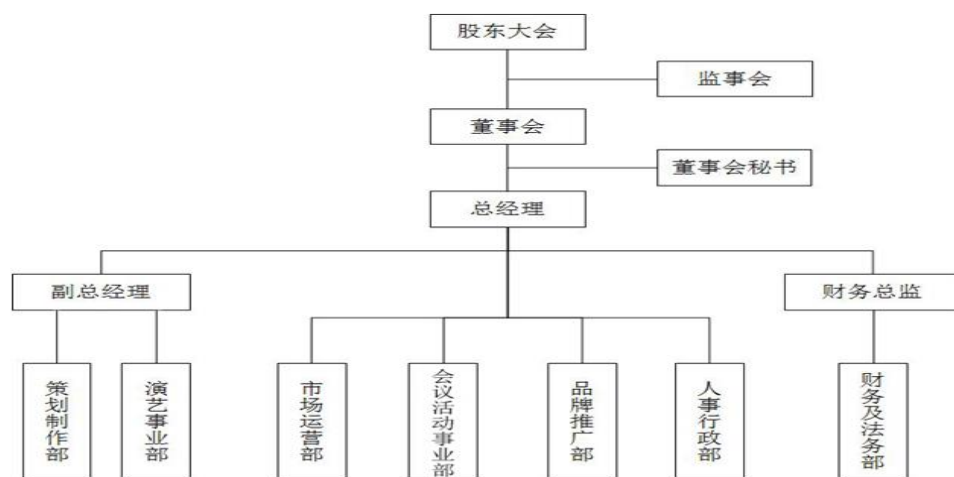 股东大会
监事会
董事会
董事会秘书
总经理
副总经理
财务总监
策划制作部
演艺事业部
市场运营部
会议活动事业部
品牌推广部
人事行政部
财务及法务部